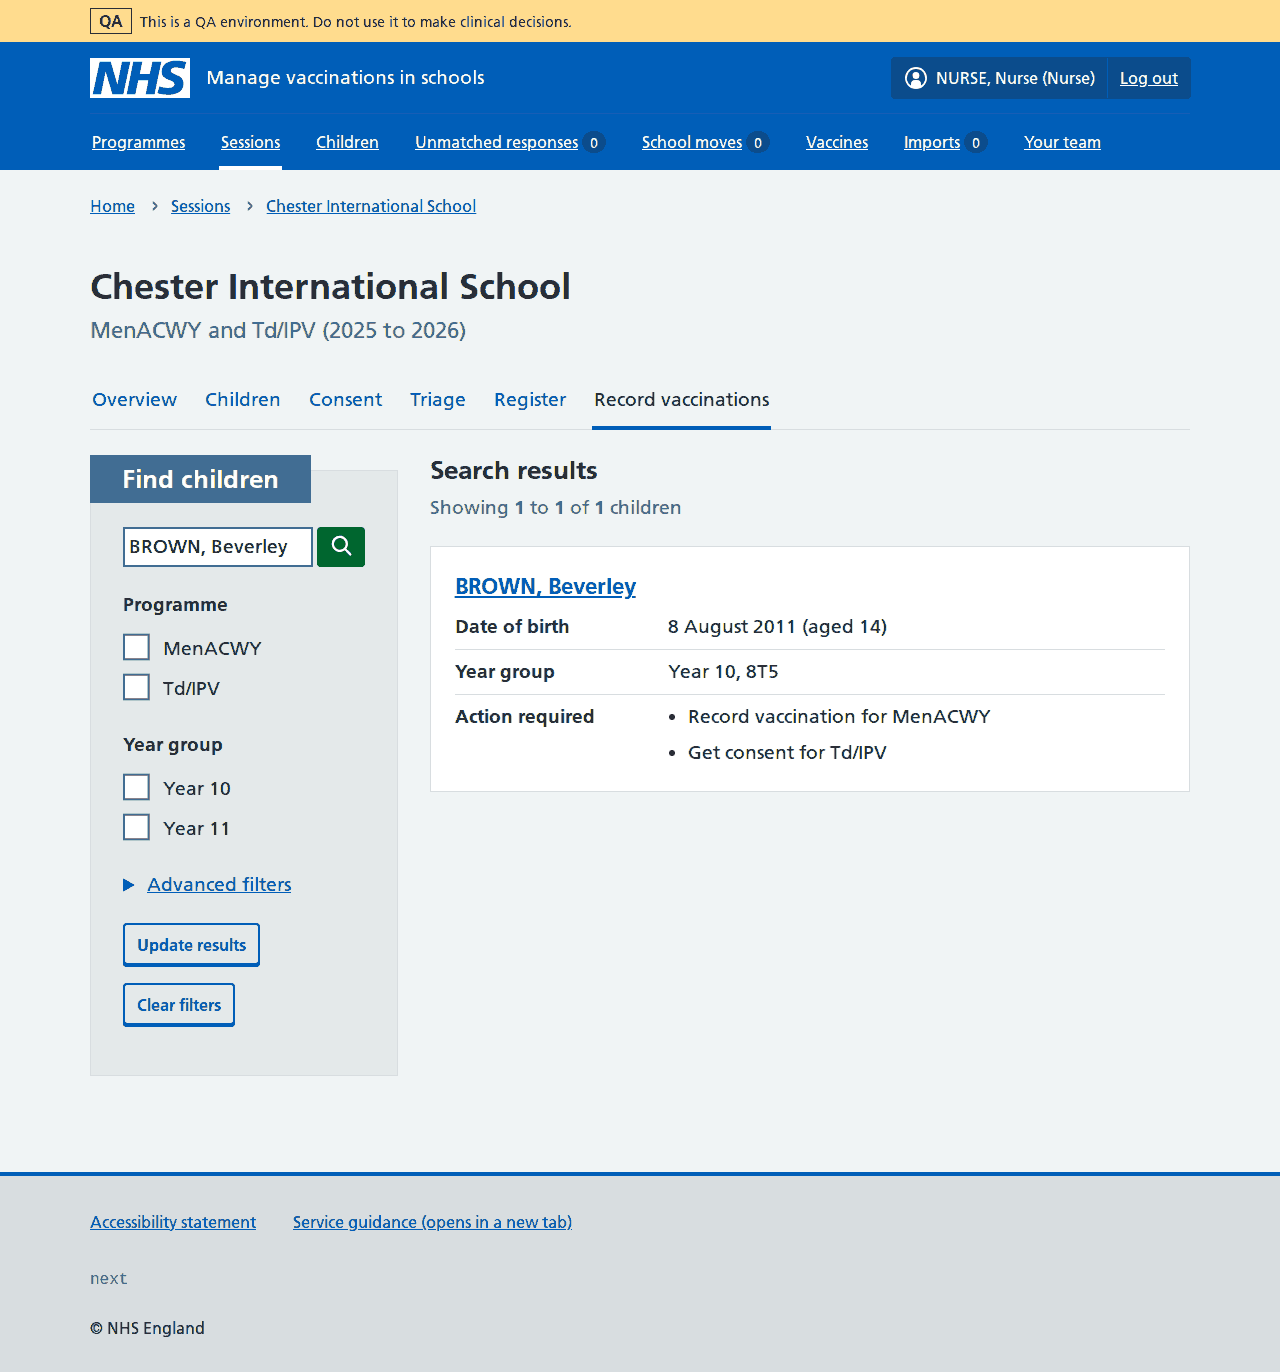 QA This is a QA environment. Do not use it to make clinical decisions.
NHS Manage vaccinations in schools NURSE, Nurse (Nurse) Log out
Programmes Sessions Children Unmatched responses 0 School moves 0 Vaccines Imports 0 Your team
Home Sessions Chester International School
Chester International School
MenACWY and Td/IPV (2025 to 2026)
Overview Children Consent Triage Register Record vaccinations
Find children
BROWN, Beverley
Programme
MenACWY
Td/IPV
Year group
Year 10
Year 11
Advanced filters
Update results
Clear filters
Search results
Showing 1 to 1 of 1 children
BROWN, Beverley
Date of birth 8 August 2011 (aged 14)
Year group Year 10, 8T5
Action required • Record vaccination for MenACWY
• Get consent for Td/IPV
Accessibility statement Service guidance (opens in a new tab)
next
© NHS England